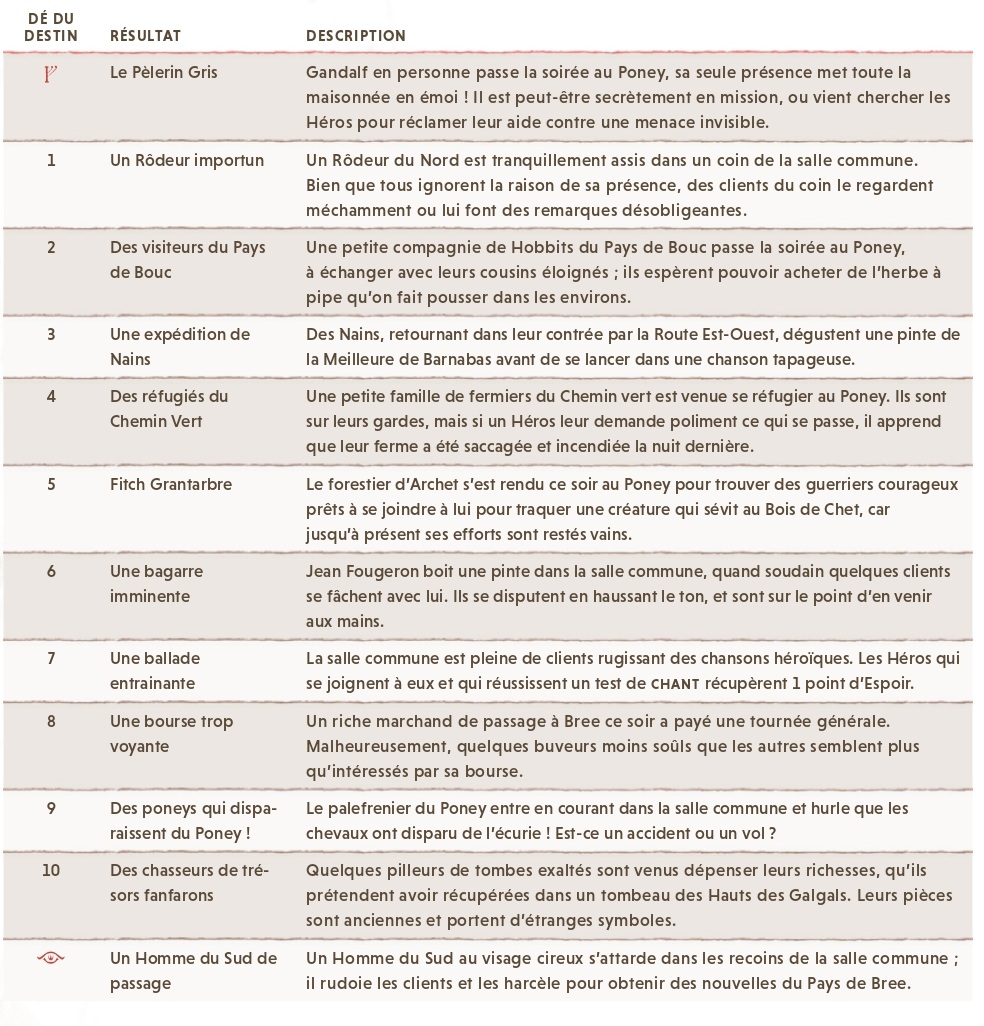 DÉ DU
DESTIN RÉSULTAT DESCRIPTION
Le Pèlerin Gris Gandalf en personne passe la soirée au Poney, sa seule présence met toute la
maisonnée en émoi ! Il est peut-être secrètement en mission, ou vient chercher les
Héros pour réclamer leur aide contre une menace invisible.
1 Un Rôdeur importun Un Rôdeur du Nord est tranquillement assis dans un coin de la salle commune.
Bien que tous ignorent la raison de sa présence, des clients du coin le regardent
méchamment ou lui font des remarques désobligeantes.
2 Des visiteurs du Pays Une petite compagnie de Hobbits du Pays de Bouc passe la soirée au Poney,
de Bouc à échanger avec leurs cousins éloignés ; ils espèrent pouvoir acheter de l'herbe à
pipe qu'on fait pousser dans les environs.
3 Une expédition de Des Nains, retournant dans leur contrée par la Route Est-Ouest, dégustent une pinte de
Nains la Meilleure de Barnabas avant de se lancer dans une chanson tapageuse.
4 Des réfugiés du Une petite famille de fermiers du Chemin vert est venue se réfugier au Poney. Ils sont
Chemin Vert sur leurs gardes, mais si un Héros leur demande poliment ce qui se passe, il apprend
que leur ferme a été saccagée et incendiée la nuit dernière.
5 Fitch Grantarbre Le forestier d'Archet s'est rendu ce soir au Poney pour trouver des guerriers courageux
prêts à se joindre à lui pour traquer une créature qui sévit au Bois de Chet, car
jusqu'à présent ses efforts sont restés vains.
6 Une bagarre Jean Fougeron boit une pinte dans la salle commune, quand soudain quelques clients
imminente se fâchent avec lui. Ils se disputent en haussant le ton, et sont sur le point d'en venir
aux mains.
7 Une ballade La salle commune est pleine de clients rugissant des chansons héroïques. Les Héros qui
entrainante se joignent à eux et qui réussissent un test de CHANT récupèrent 1 point d'Espoir.
8 Une bourse trop Un riche marchand de passage à Bree ce soir a payé une tournée générale.
voyante Malheureusement, quelques buveurs moins soûls que les autres semblent plus
qu'intéressés par sa bourse.
9 Des poneys qui dispa- Le palefrenier du Poney entre en courant dans la salle commune et hurle que les
raissent du Poney ! chevaux ont disparu de l'écurie ! Est-ce un accident ou un vol ?
10 Des chasseurs de tré- Quelques pilleurs de tombes exaltés sont venus dépenser leurs richesses, qu'ils
sors fanfarons prétendent avoir récupérées dans un tombeau des Hauts des Galgals. Leurs pièces
sont anciennes et portent d'étranges symboles.
Un Homme du Sud de Un Homme du Sud au visage cireux s'attarde dans les recoins de la salle commune ;
passage il rudoie les clients et les harcèle pour obtenir des nouvelles du Pays de Bree.